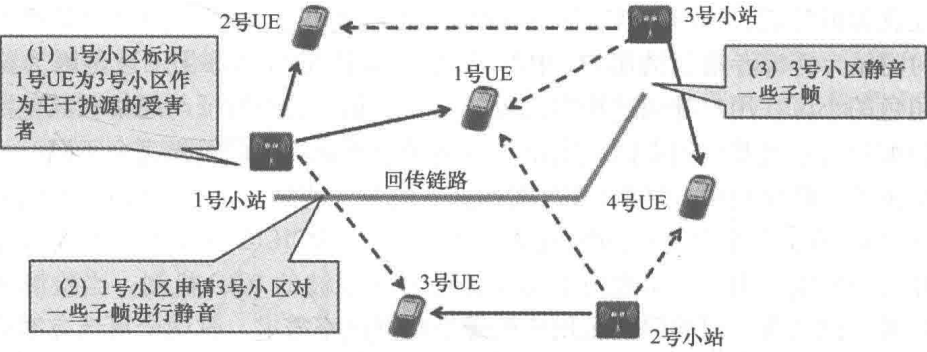 2号UE
3号小站
(1) 1号小区标识
1号UE为3号小区作
为主干扰源的受害
者
1号UE
(3) 3号小区静音
一些子帧
回传链路
1号小站
4号UE
(2) 1号小区申请3号小区对
一些子帧进行静音
3号UE
2号小站